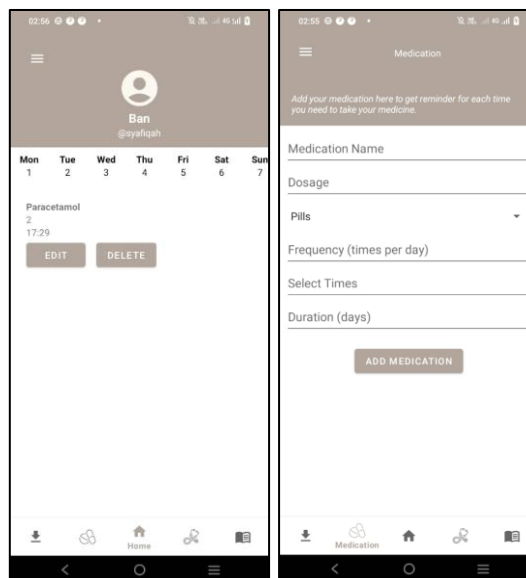 02:56
4G
Ban
@syafiqah
Mon Tue Wed Thu Fri Sat Sun
1 2 3 4 5 6 7
Paracetamol
2
17:29
EDIT DELETE
Home
02:55
4G
Medication
Add your medication here to get reminder for each time
you need to take your medicine.
Medication Name
Dosage
Pills
Frequency (times per day)
Select Times
Duration (days)
ADD MEDICATION
Medication